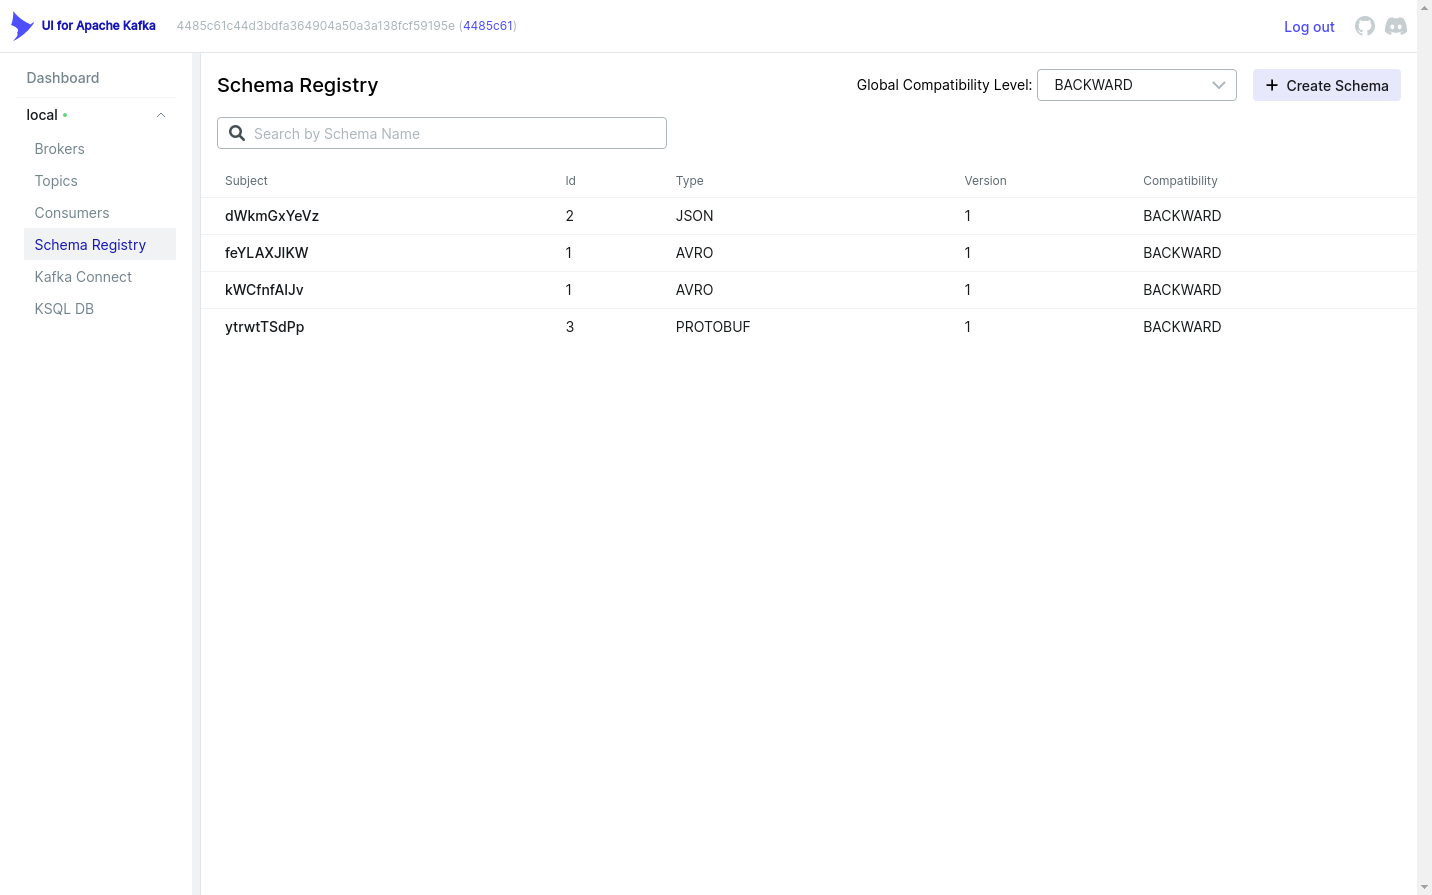 UI for Apache Kafka 4485c61c44d3bdfa364904a50a3a138fcf59195e (4485c61) Log out
Dashboard
local
Brokers
Topics
Consumers
Schema Registry
Kafka Connect
KSQL DB
Schema Registry
Global Compatibility Level: BACKWARD Create Schema
Search by Schema Name
Subject Id Type Version Compatibility
dWkmGxYeVz 2 JSON 1 BACKWARD
feYLAXJIKW 1 AVRO 1 BACKWARD
kWCfnfAIJv 1 AVRO 1 BACKWARD
ytrwtTSdPp 3 PROTOBUF 1 BACKWARD